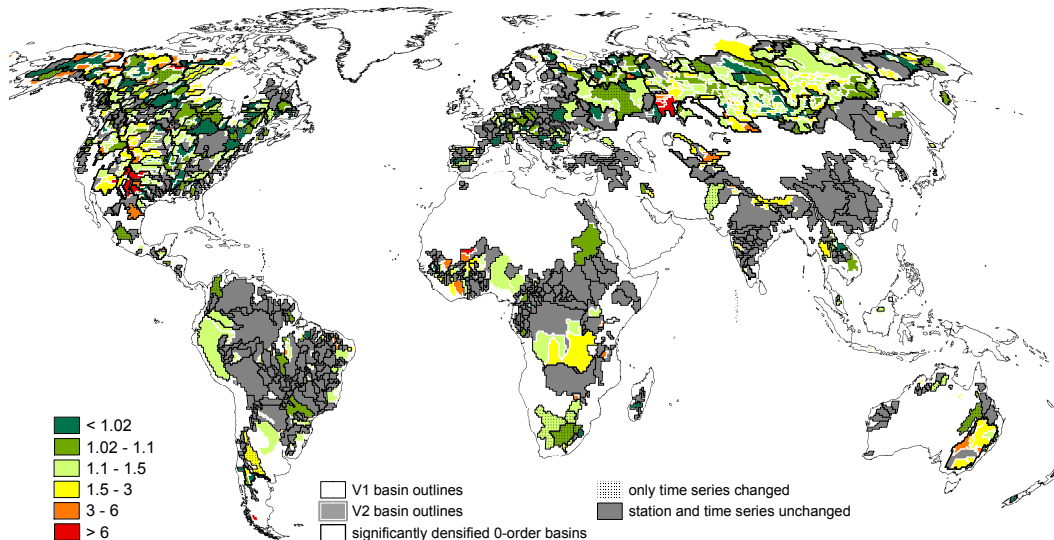 < 1.02
1.02 - 1.1
1.1 - 1.5
1.5 - 3
3 - 6
> 6
V1 basin outlines
V2 basin outlines
significantly densified 0-order basins
only time series changed
station and time series unchanged